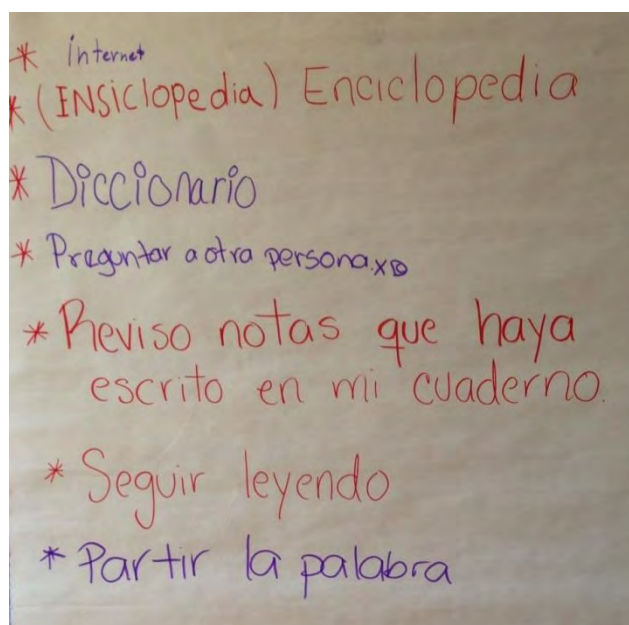 * internet
* (ENSiclopedia) Enciclopedia
* Diccionario
* Preguntar a otra persona.xD
* Reviso notas que haya
escrito en mi cuaderno.
* Seguir leyendo
* Partir la palabra